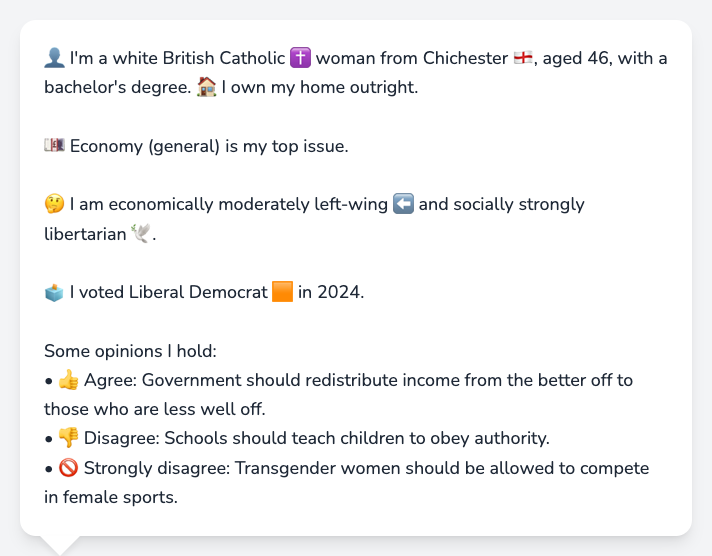 👤 I'm a white British Catholic ✝️ woman from Chichester 🏴󠁧󠁢󠁥󠁮󠁧󠁿, aged 46, with a
bachelor's degree. 🏠 I own my home outright.
💷 Economy (general) is my top issue.
🤔 I am economically moderately left-wing ⬅️ and socially strongly
libertarian 🕊️.
🗳️ I voted Liberal Democrat 🟧 in 2024.
Some opinions I hold:
• 👍 Agree: Government should redistribute income from the better off to
those who are less well off.
• 👎 Disagree: Schools should teach children to obey authority.
• 🚫 Strongly disagree: Transgender women should be allowed to compete
in female sports.